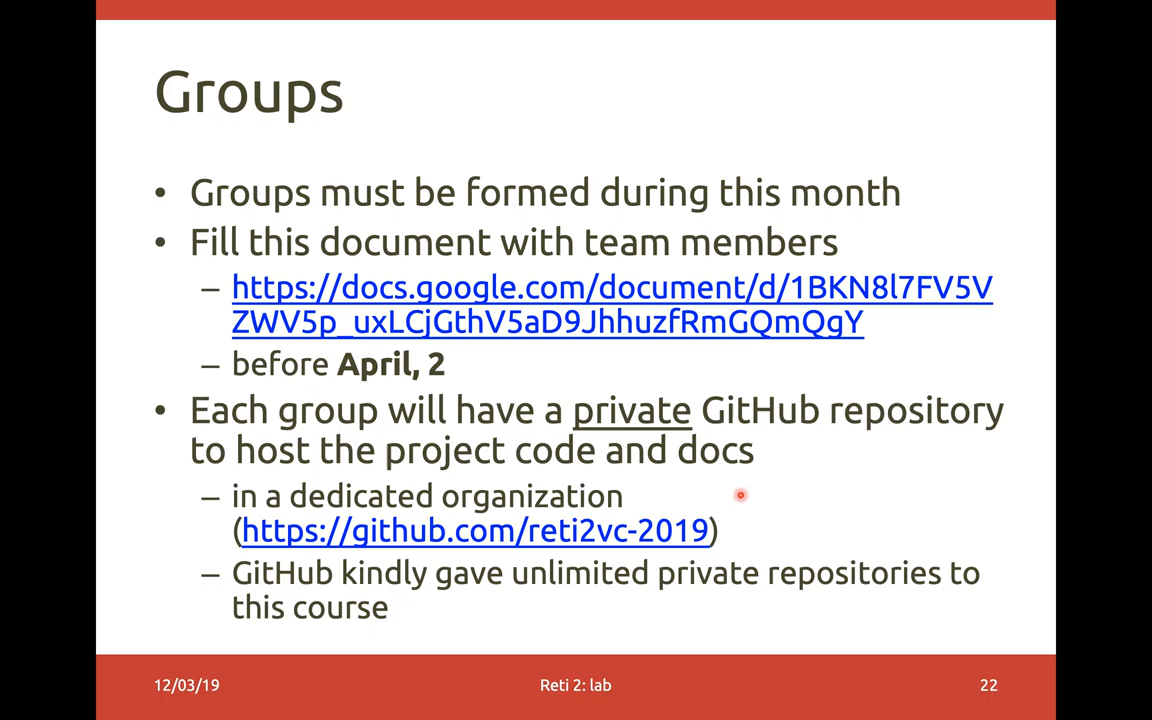 Groups
• Groups must be formed during this month
• Fill this document with team members
– https://docs.google.com/document/d/1BKN8l7FV5V
ZWV5p_uxLCjGthV5aD9JhhuzfRmGQmQgY
– before April, 2
• Each group will have a private GitHub repository
to host the project code and docs
– in a dedicated organization
(https://github.com/reti2vc-2019)
– GitHub kindly gave unlimited private repositories to
this course
12/03/19
Reti 2: lab
22